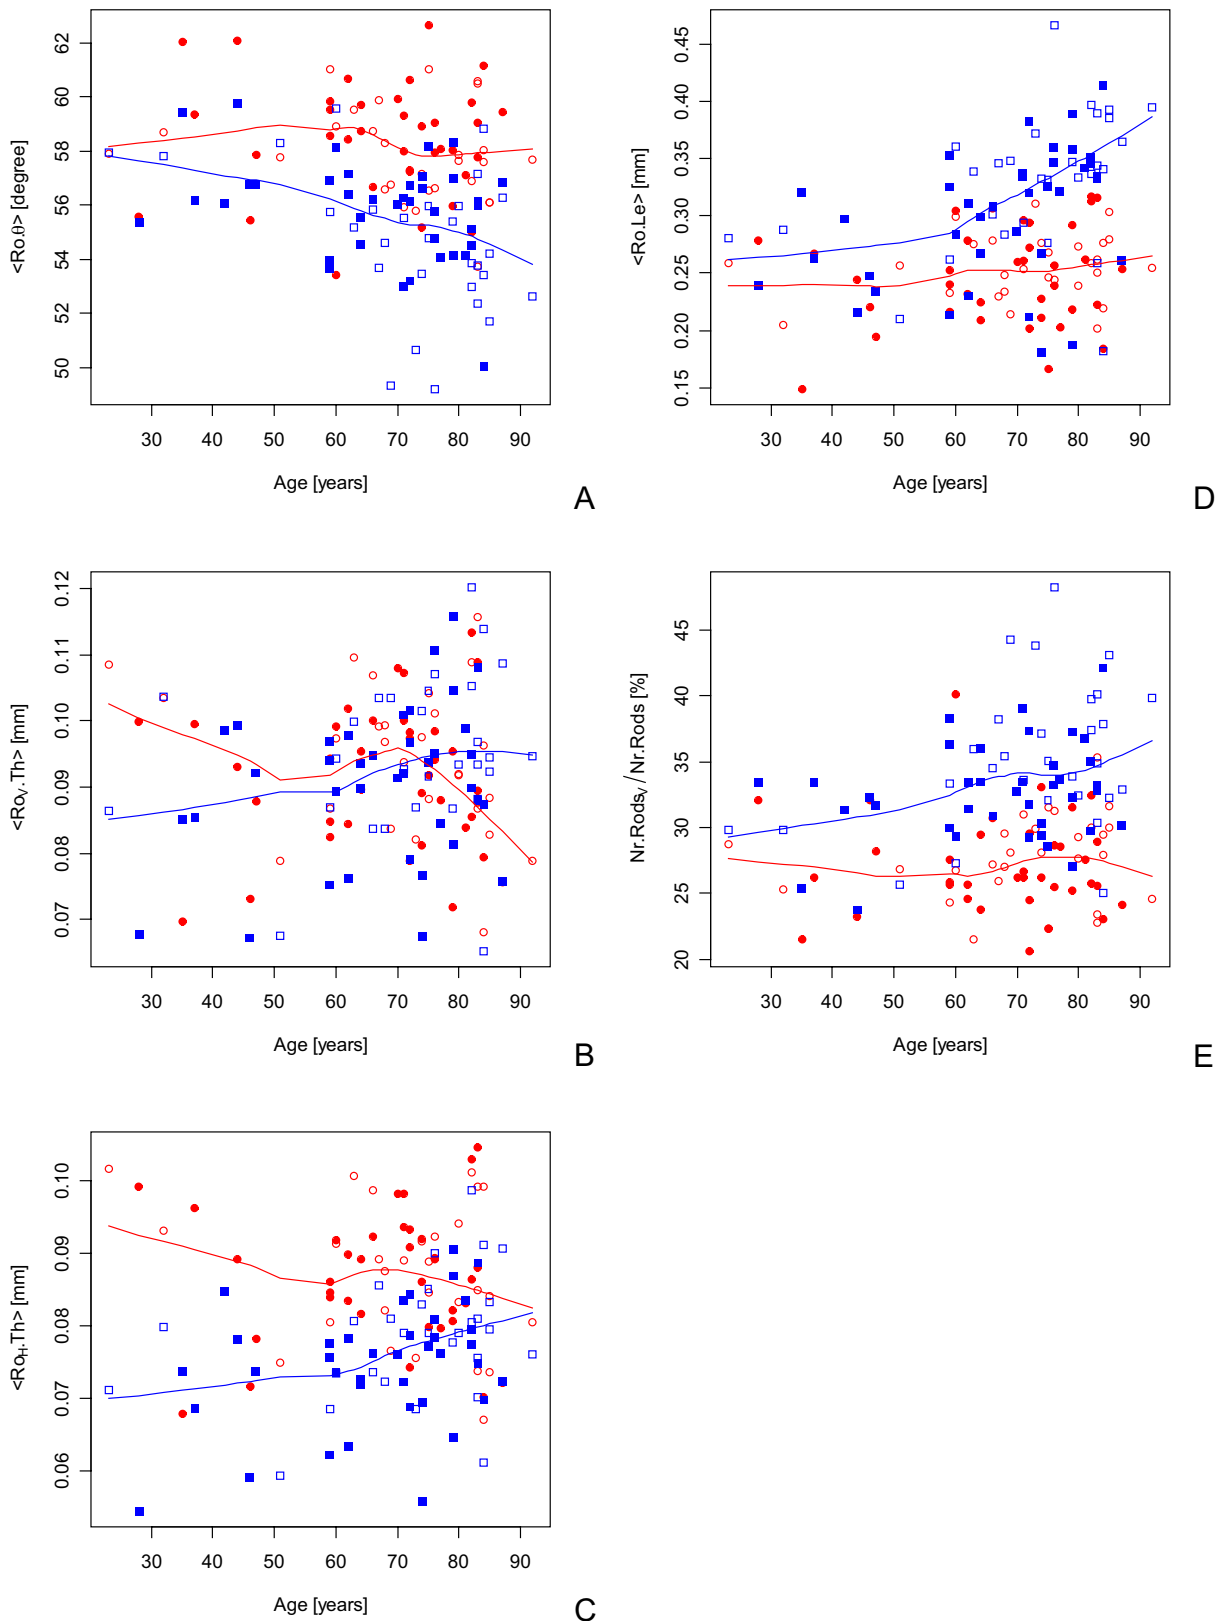 62
60
58
56
54
52
50
<Ro.θ> [degree]
30 40 50 60 70 80 90
Age [years]
A
0.45
0.40
0.35
0.30
0.25
0.20
0.15
<Ro.Le> [mm]
30 40 50 60 70 80 90
Age [years]
D
0.12
0.11
0.10
0.09
0.08
0.07
<Ro_V.Th> [mm]
30 40 50 60 70 80 90
Age [years]
B
45
40
35
30
25
20
Nr.Rods_V / Nr.Rods [%]
30 40 50 60 70 80 90
Age [years]
E
0.10
0.09
0.08
0.07
0.06
<Ro_H.Th> [mm]
30 40 50 60 70 80 90
Age [years]
C